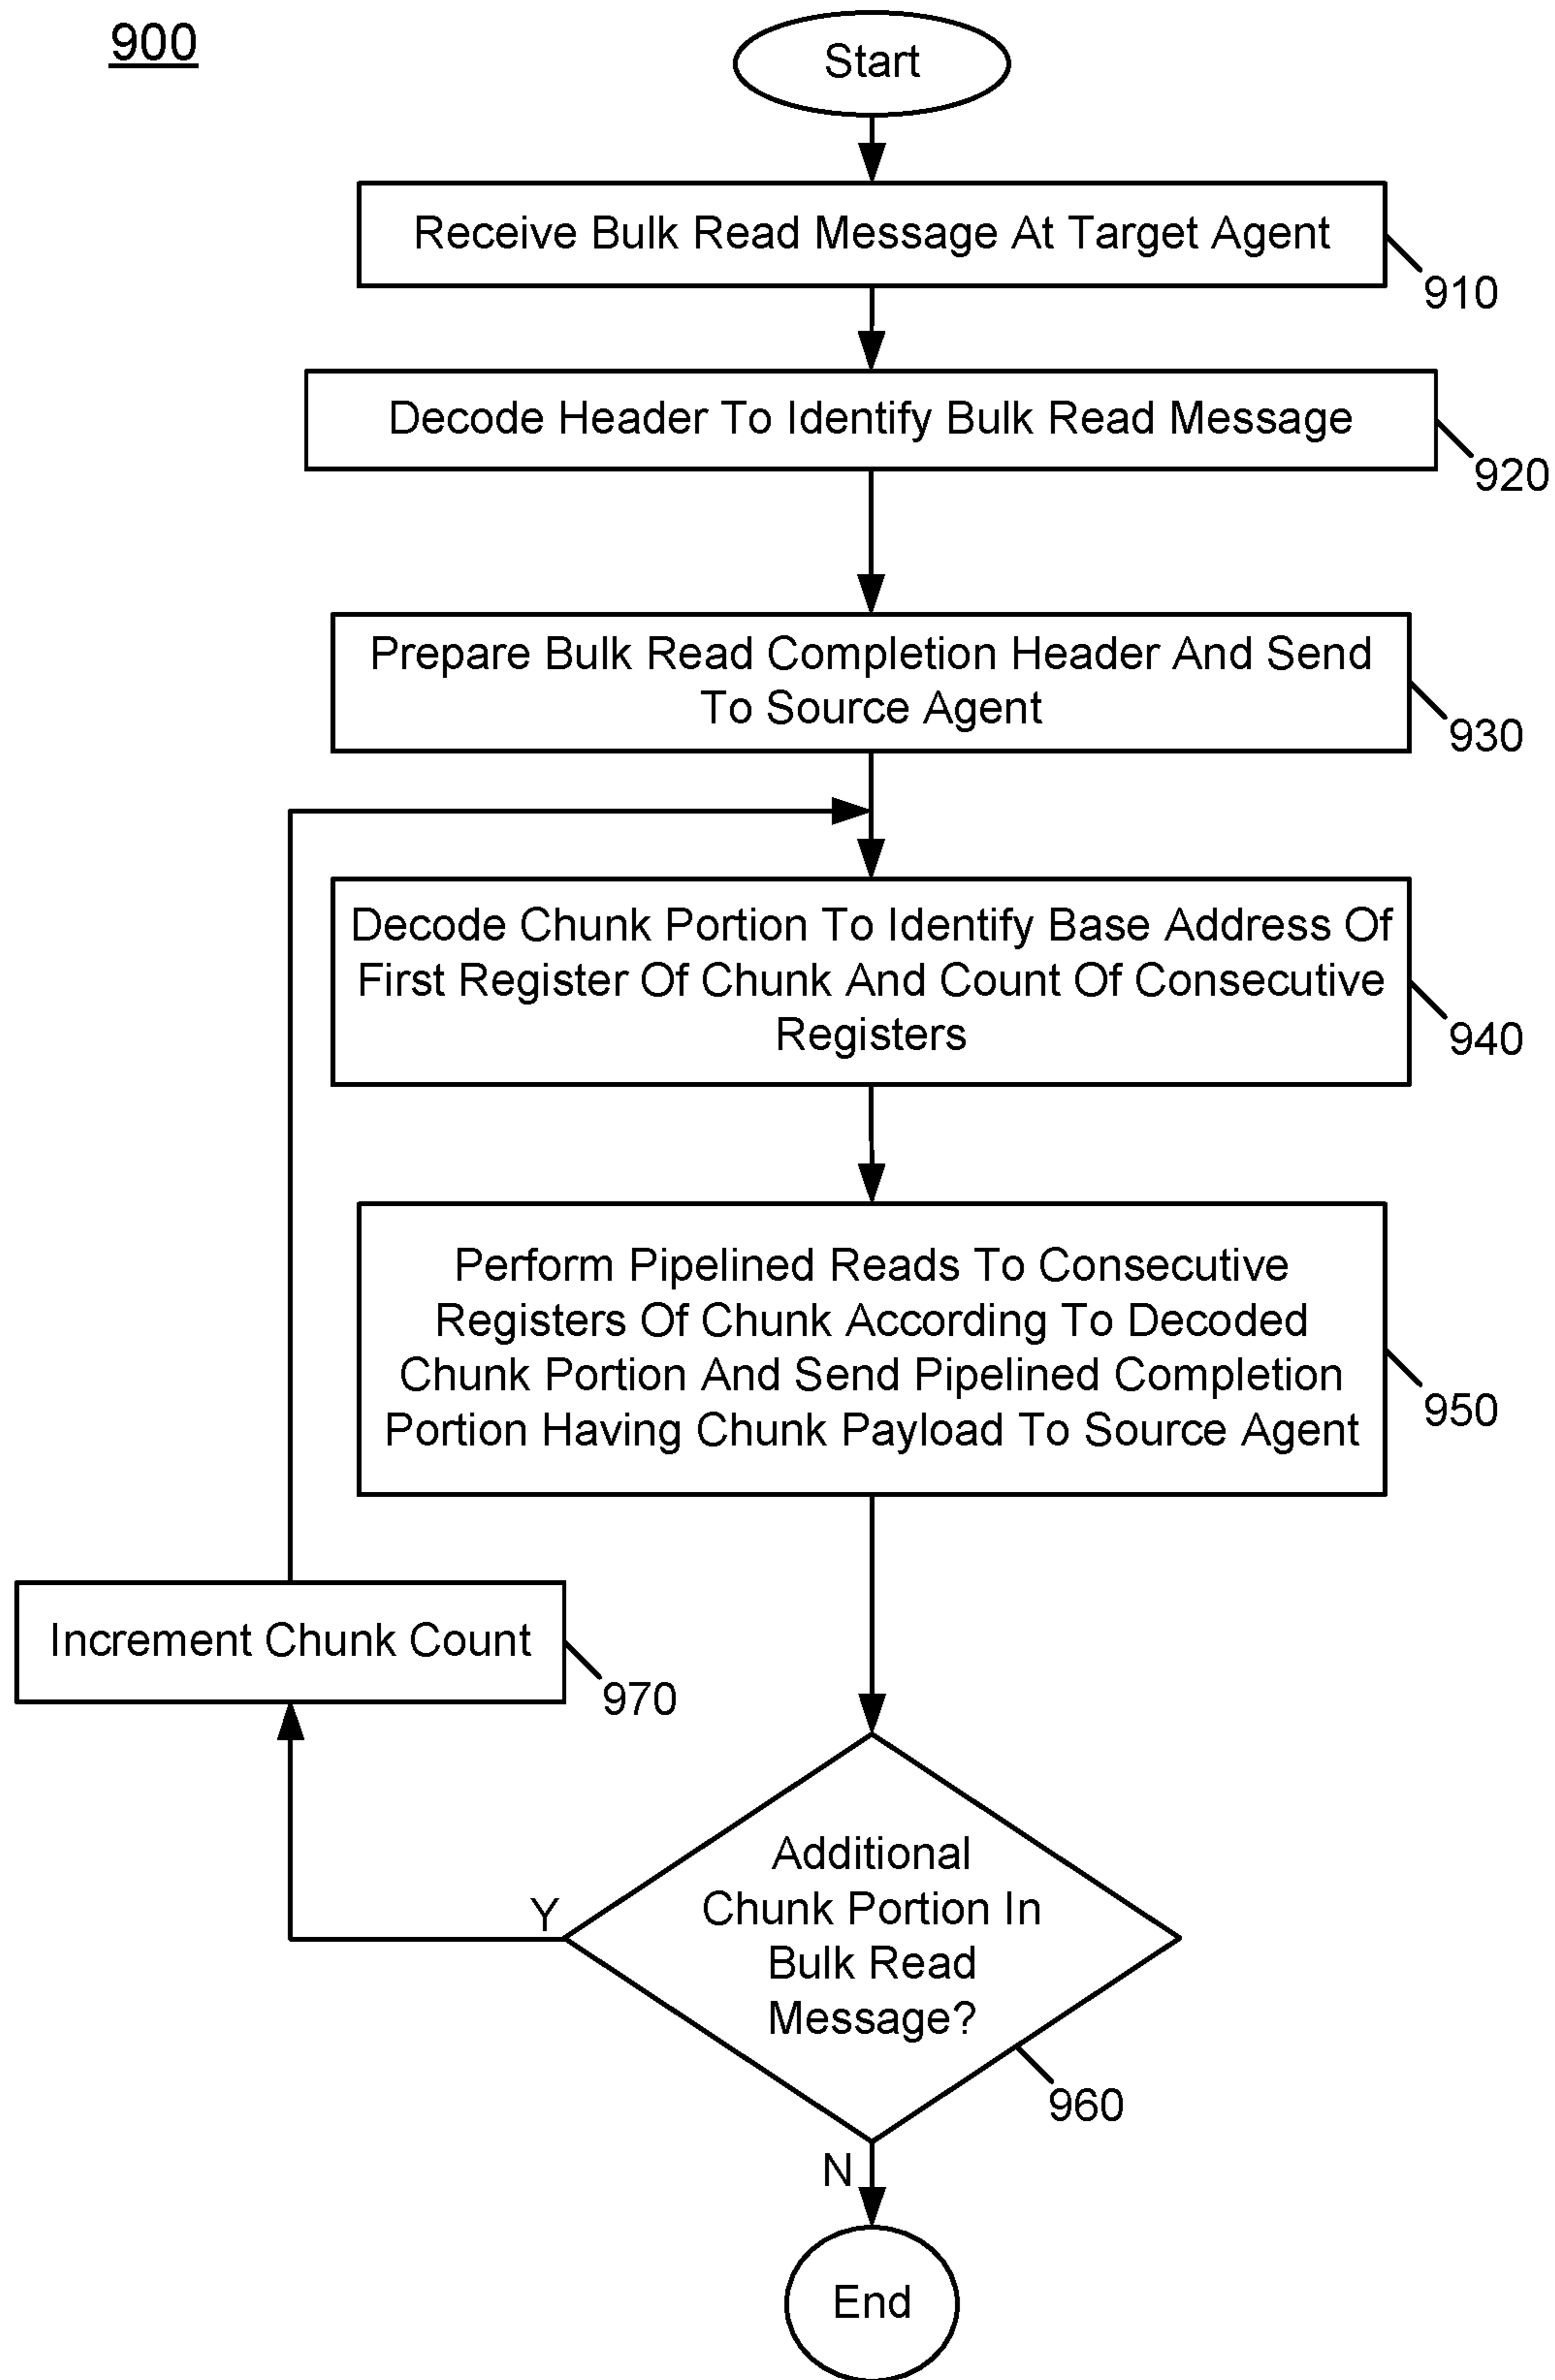 900
Start
Receive Bulk Read Message At Target Agent
910
Decode Header To Identify Bulk Read Message
920
Prepare Bulk Read Completion Header And Send
To Source Agent
930
Decode Chunk Portion To Identify Base Address Of
First Register Of Chunk And Count Of Consecutive
Registers
940
Perform Pipelined Reads To Consecutive
Registers Of Chunk According To Decoded
Chunk Portion And Send Pipelined Completion
Portion Having Chunk Payload To Source Agent
950
Increment Chunk Count
970
Additional
Chunk Portion In
Bulk Read
Message?
Y
960
N
End